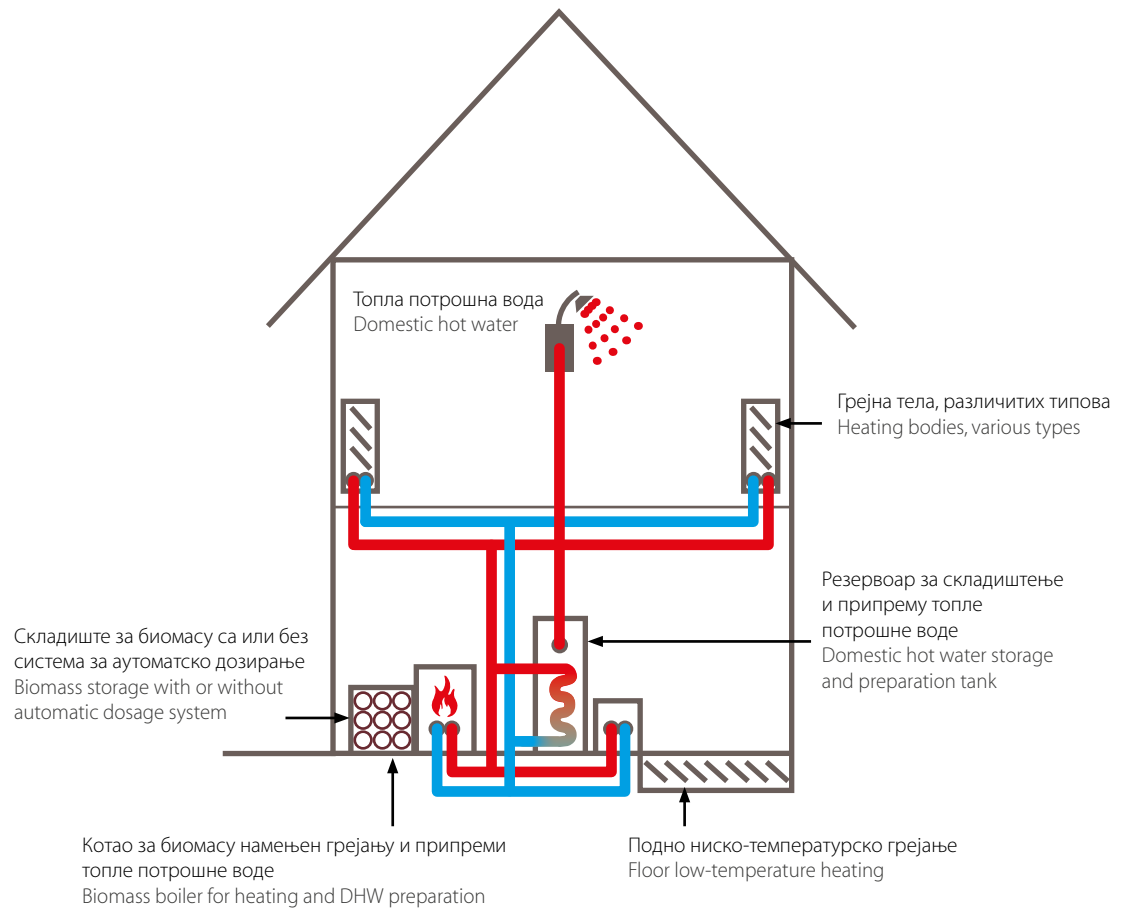 Топла потрошна вода
Domestic hot water
Грејна тела, различитих типова
Heating bodies, various types
Резервоар за складиштење
и припрему топле
потрошне воде
Domestic hot water storage
and preparation tank
Складиште за биомасу са или без
система за аутоматско дозирање
Biomass storage with or without
automatic dosage system
Котао за биомасу намењен грејању и припреми
топле потрошне воде
Biomass boiler for heating and DHW preparation
Подно ниско-температурско грејање
Floor low-temperature heating